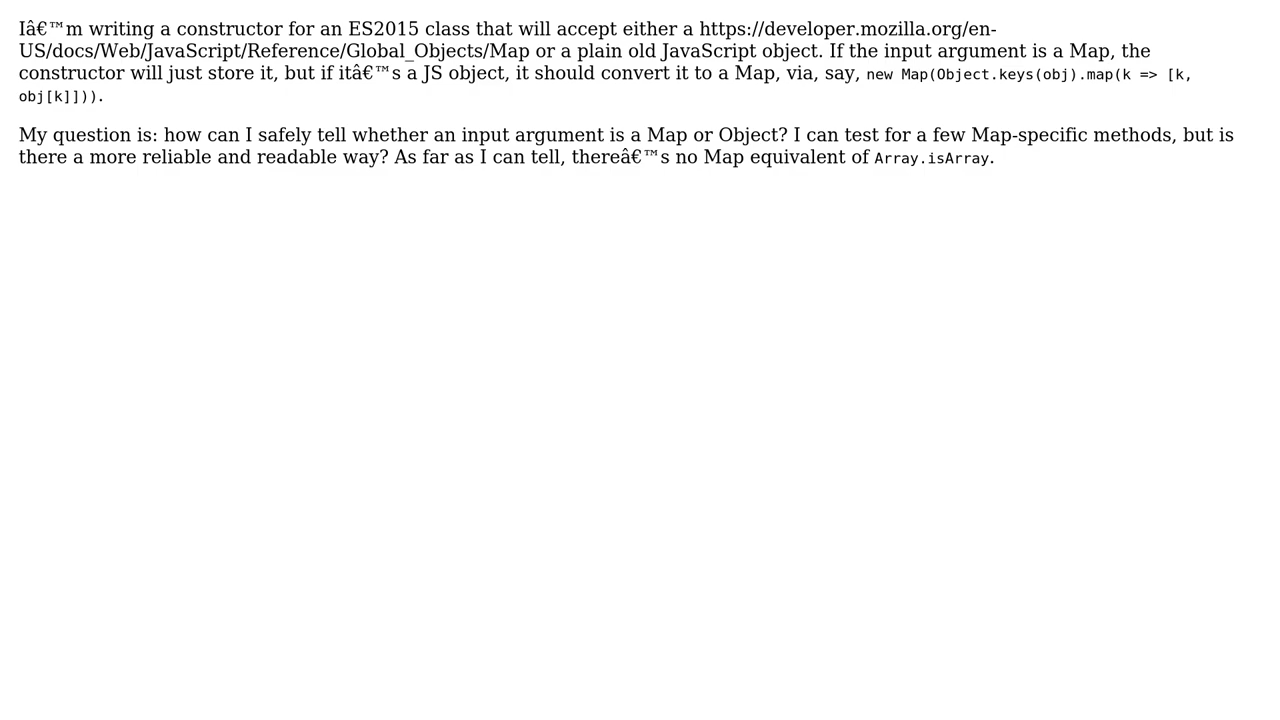 Iâ€™m writing a constructor for an ES2015 class that will accept either a https://developer.mozilla.org/en-
US/docs/Web/JavaScript/Reference/Global_Objects/Map or a plain old JavaScript object. If the input argument is a Map, the
constructor will just store it, but if itâ€™s a JS object, it should convert it to a Map, via, say, new Map(Object.keys(obj).map(k => [k,
obj[k]])).
My question is: how can I safely tell whether an input argument is a Map or Object? I can test for a few Map-specific methods, but is
there a more reliable and readable way? As far as I can tell, thereâ€™s no Map equivalent of Array.isArray.